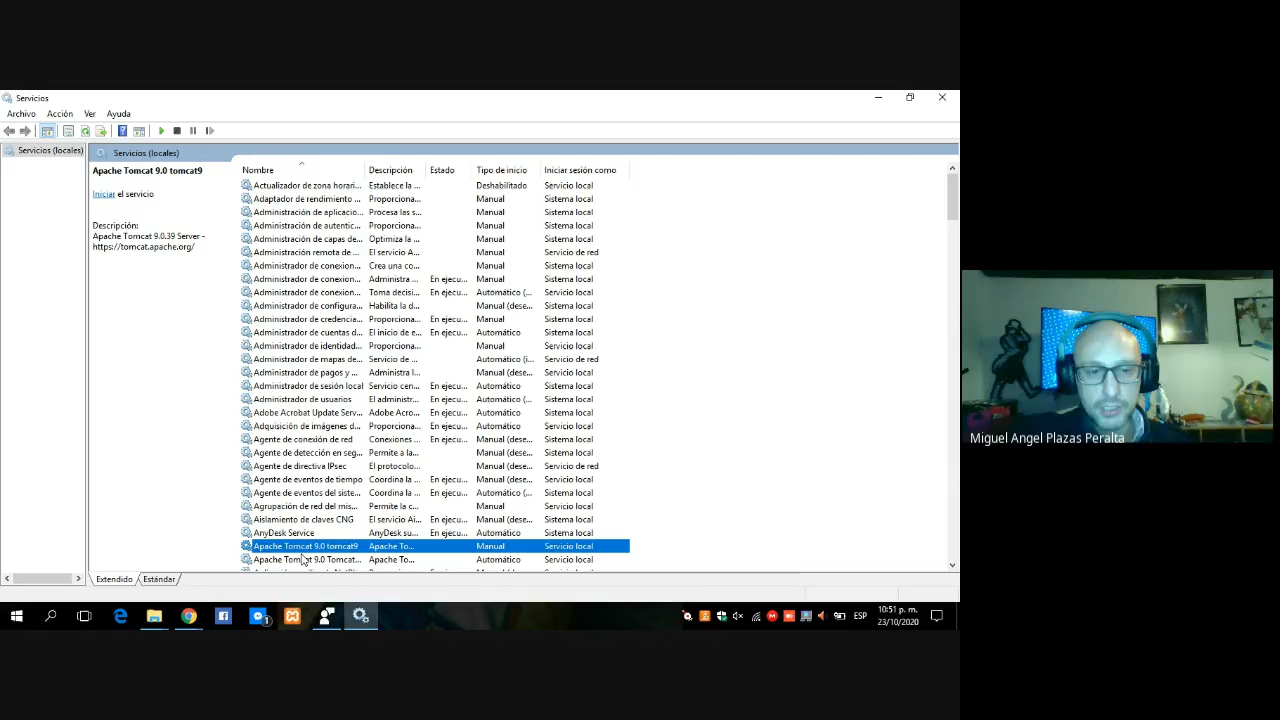 Servicios
Archivo Acción Ver Ayuda
Servicios (locales) Servicios (locales)
Apache Tomcat 9.0 tomcat9
Iniciar el servicio
Descripción:
Apache Tomcat 9.0.39 Server -
https://tomcat.apache.org/
Nombre Descripción Estado Tipo de inicio Iniciar sesión como
Actualizador de zona horari... Establece la ... Deshabilitado Servicio local
Adaptador de rendimiento ... Proporciona... Manual Sistema local
Administración de aplicacio... Procesa las s... Manual Sistema local
Administración de autentic... Proporciona... Manual Sistema local
Administración de capas de... Optimiza la ... Manual Sistema local
Administración remota de ... El servicio A... Manual Servicio de red
Administrador de conexion... Crea una co... Manual Sistema local
Administrador de conexion... Administra ... En ejecu... Manual Sistema local
Administrador de conexion... Toma decisi... En ejecu... Automático (... Servicio local
Administrador de configura... Habilita la d... Manual (dese... Sistema local
Administrador de credencia... Proporciona... En ejecu... Manual Sistema local
Administrador de cuentas d... El inicio de e... En ejecu... Automático Sistema local
Administrador de identidad... Proporciona... Manual Servicio local
Administrador de mapas de... Servicio de ... Automático (i... Servicio de red
Administrador de pagos y ... Administra l... Manual (dese... Servicio local
Administrador de sesión local Servicio cen... En ejecu... Automático Sistema local
Administrador de usuarios El administr... En ejecu... Automático (... Sistema local
Adobe Acrobat Update Serv... Adobe Acro... En ejecu... Automático Sistema local
Adquisición de imágenes d... Proporciona... En ejecu... Automático Servicio local
Agente de conexión de red Conexiones ... En ejecu... Manual (dese... Sistema local
Agente de detección en seg... Permite a la... Manual (dese... Sistema local
Agente de directiva IPsec El protocolo... Manual (dese... Servicio de red
Agente de eventos de tiempo Coordina la ... En ejecu... Manual (dese... Servicio local
Agente de eventos del siste... Coordina la ... En ejecu... Automático (... Sistema local
Agrupación de red del mis... Permite la c... Manual Servicio local
Aislamiento de claves CNG El servicio Ai... En ejecu... Manual (dese... Sistema local
AnyDesk Service AnyDesk su... En ejecu... Automático Sistema local
Apache Tomcat 9.0 tomcat9 Apache To... Manual Servicio local
Apache Tomcat 9.0 Tomcat... Apache To... Automático Servicio local
Extendido Estándar
ESP
10:51 p. m.
23/10/2020
Miguel Angel Plazas Peralta